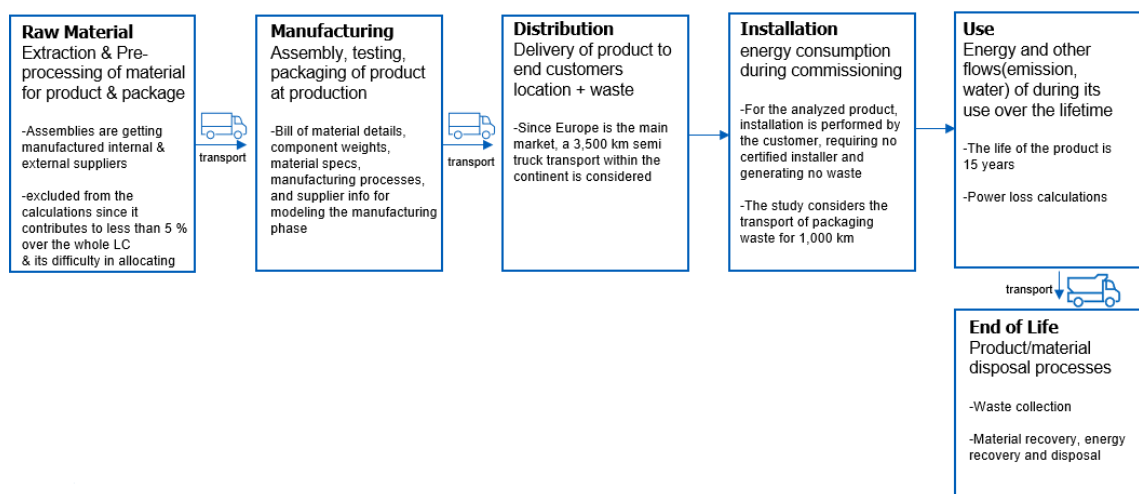 Raw Material
Extraction & Pre-
processing of material
for product & package
-Assemblies are getting
manufactured internal &
external suppliers
-excluded from the
calculations since it
contributes to less than 5 %
over the whole LC
& its difficulty in allocating
transport
Manufacturing
Assembly, testing,
packaging of product
at production
-Bill of material details,
component weights,
material specs,
manufacturing processes,
and supplier info for
modeling the manufacturing
phase
transport
Distribution
Delivery of product to
end customers
location + waste
-Since Europe is the main
market, a 3,500 km semi
truck transport within the
continent is considered
Installation
energy consumption
during commissioning
-For the analyzed product,
installation is performed by
the customer, requiring no
certified installer and
generating no waste
-The study considers the
transport of packaging
waste for 1,000 km
Use
Energy and other
flows(emission,
water) of during its
use over the lifetime
-The life of the product is
15 years
-Power loss calculations
transport
End of Life
Product/material
disposal processes
-Waste collection
-Material recovery, energy
recovery and disposal